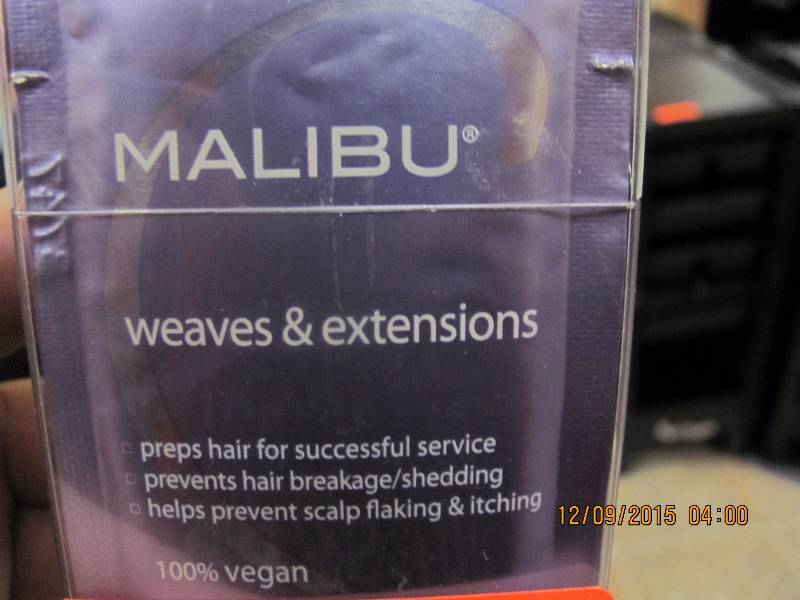 MALIBU®
weaves & extensions
preps hair for successful service
prevents hair breakage/shedding
helps prevent scalp flaking & itching
12/09/2015 04:00
100% vegan